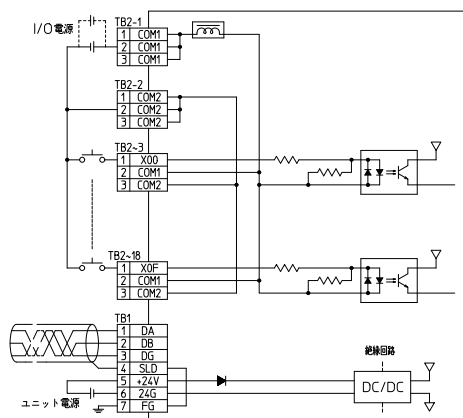 I/O電源
TB2-1
1 COM1
2 COM1
3 COM1
TB2-2
1 COM2
2 COM2
3 COM2
TB2~3
1 X00
2 COM1
3 COM2
TB2~18
1 X0F
2 COM1
3 COM2
TB1
1 DA
2 DB
3 DG
4 SLD
5 +24V
6 24G
7 FG
ユニット電源
絶縁回路
DC/DC